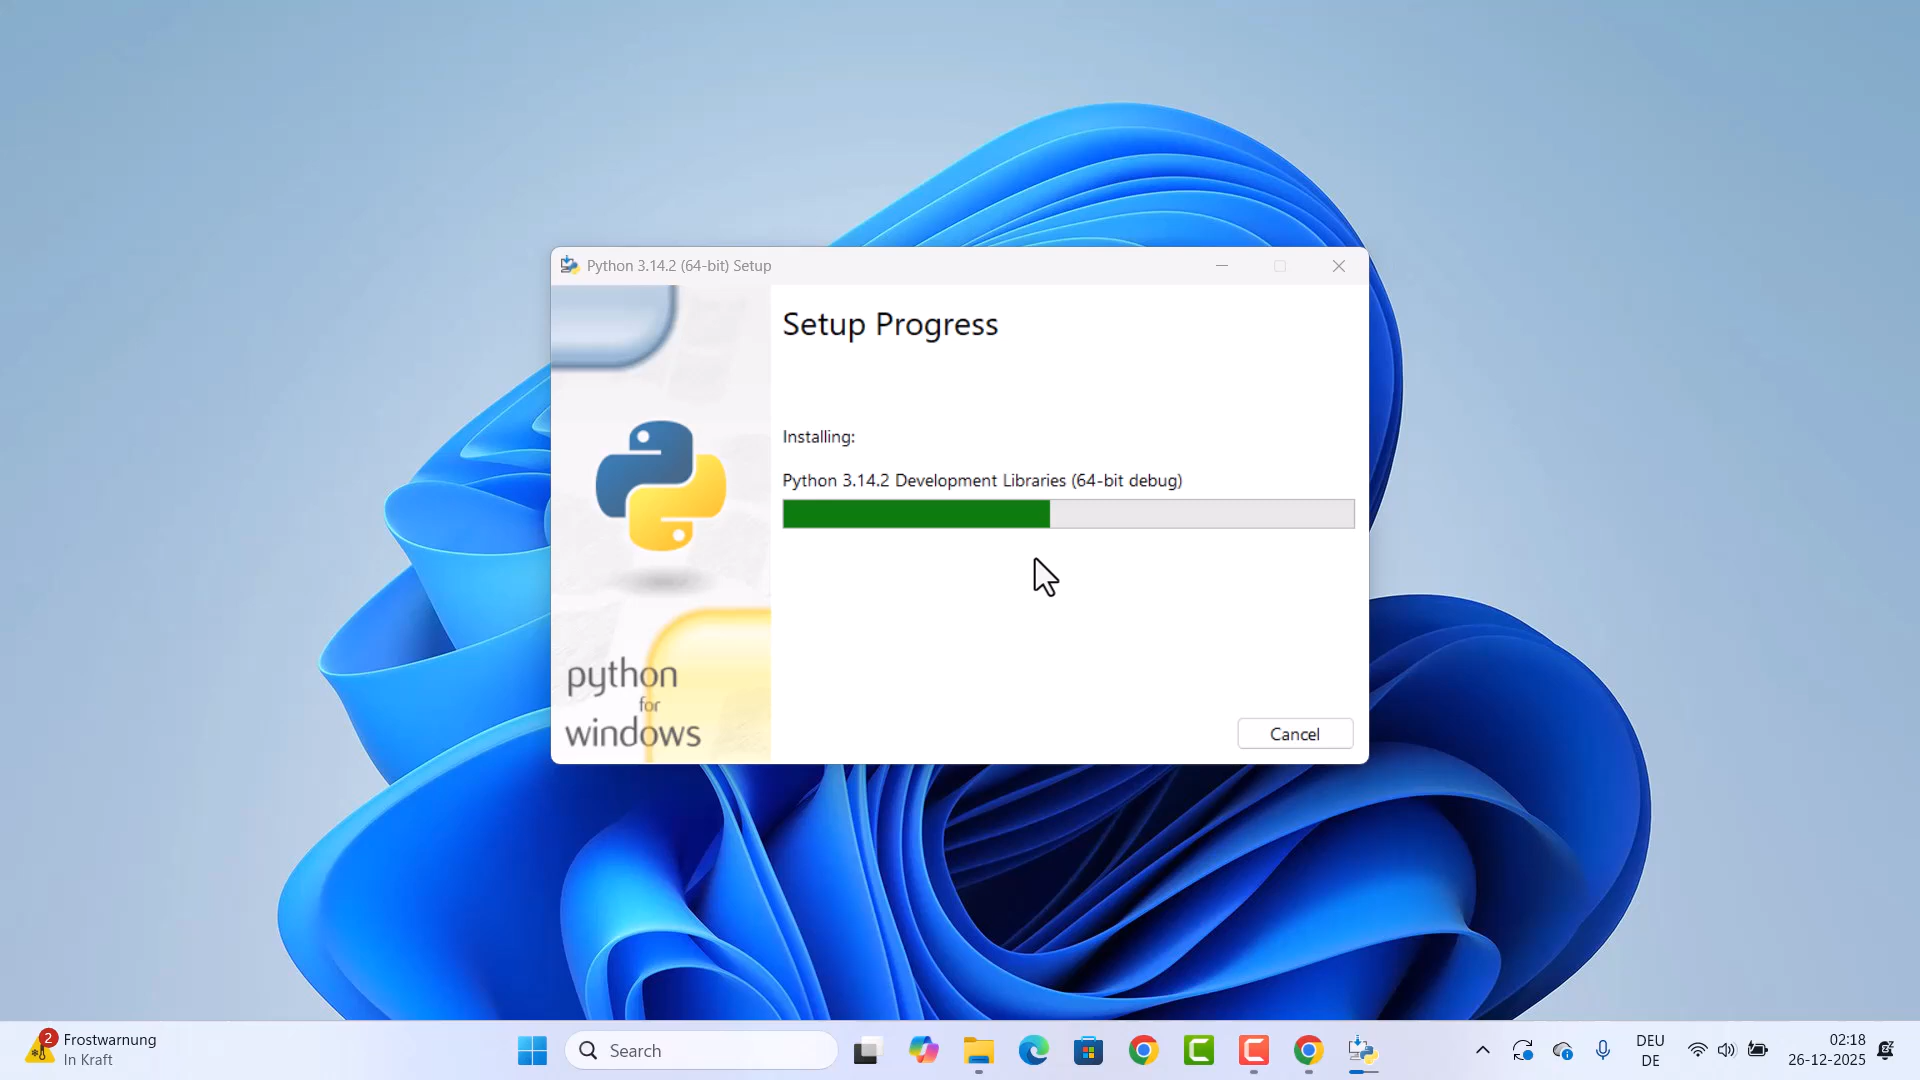 Python 3.14.2 (64-bit) Setup
Setup Progress
Installing:
Python 3.14.2 Development Libraries (64-bit debug)
python
for
windows
Cancel
2
Frostwarnung
In Kraft
Search
DEU
DE
02:18
26-12-2025